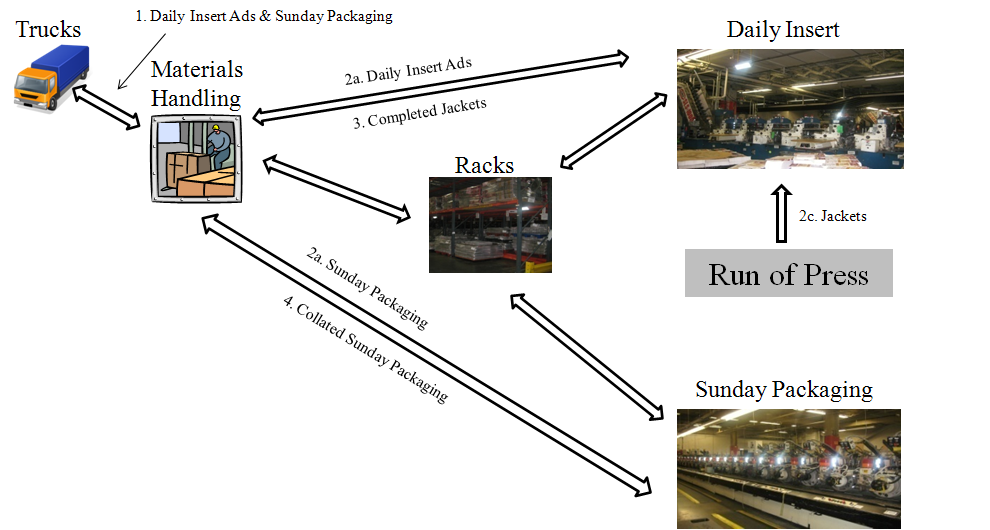 1. Daily Insert Ads & Sunday Packaging
Trucks
Daily Insert
Materials
Handling
2a. Daily Insert Ads
3. Completed Jackets
Racks
2c. Jackets
Run of Press
2a. Sunday Packaging
4. Collated Sunday Packaging
Sunday Packaging